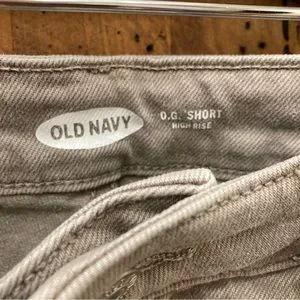 OLD NAVY
O.G. SHORT
HIGH RISE